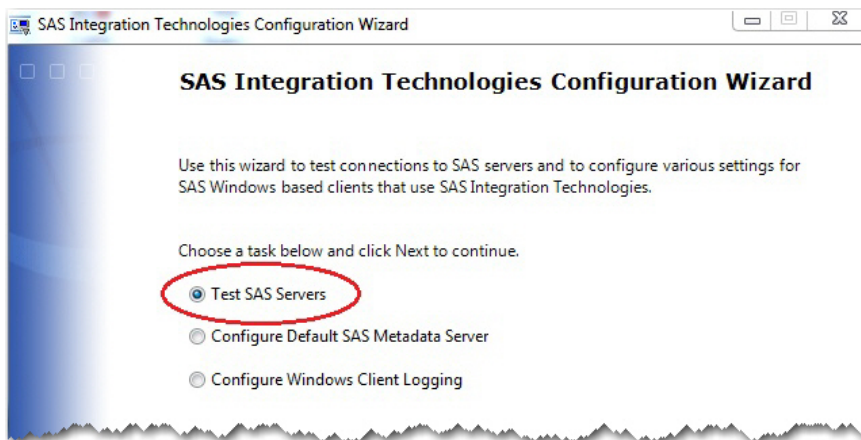 SAS Integration Technologies Configuration Wizard
SAS Integration Technologies Configuration Wizard
Use this wizard to test connections to SAS servers and to configure various settings for
SAS Windows based clients that use SAS Integration Technologies.
Choose a task below and click Next to continue.
Test SAS Servers
Configure Default SAS Metadata Server
Configure Windows Client Logging